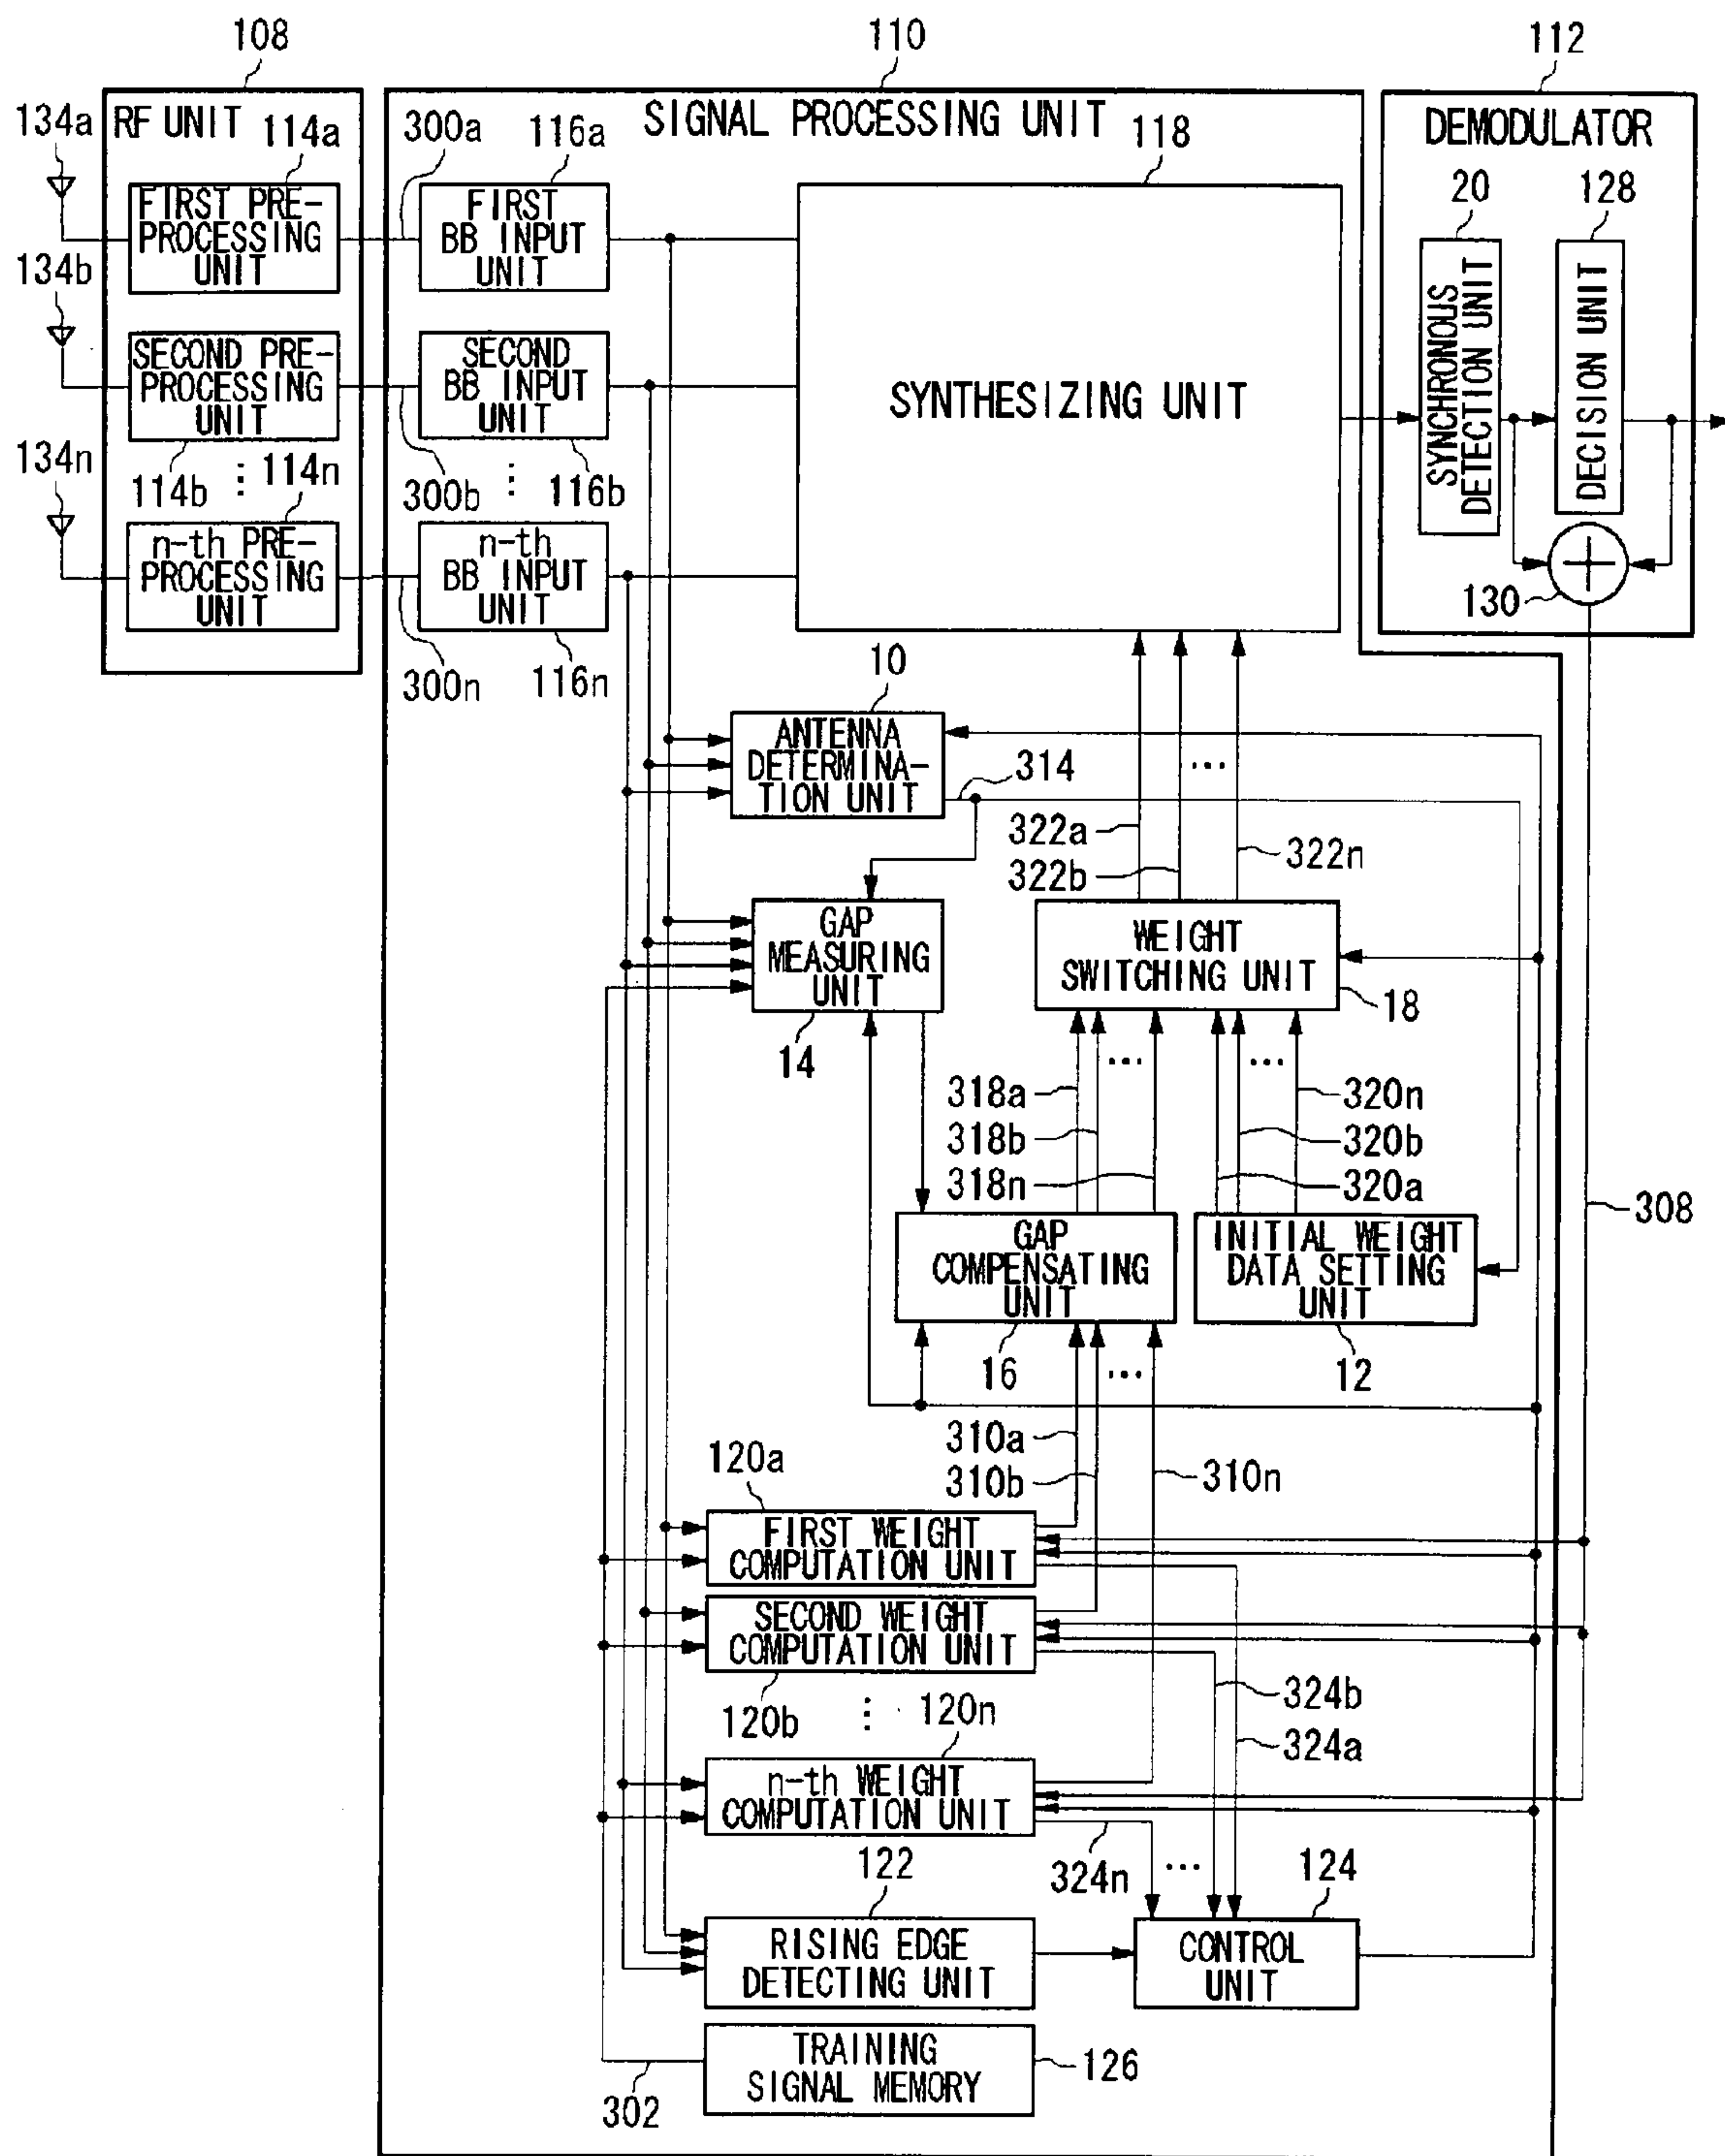 108
110
112
134a
RF UNIT
114a
300a
116a
SIGNAL PROCESSING UNIT
118
DEMODULATOR
FIRST PRE-
PROCESSING
UNIT
FIRST
BB INPUT
UNIT
20
128
134b
SECOND PRE-
PROCESSING
UNIT
SECOND
BB INPUT
UNIT
SYNTHESIZING UNIT
SYNCHRONOUS
DETECTION UNIT
DECISION UNIT
134n
114b
⋮
114n
300b
⋮
116b
n-th PRE-
PROCESSING
UNIT
n-th
BB INPUT
UNIT
130
300n
116n
10
ANTENNA
DETERMINA-
TION UNIT
314
...
322a
322b
322n
GAP
MEASURING
UNIT
WEIGHT
SWITCHING UNIT
14
18
...
...
318a
318b
318n
320n
320b
320a
308
GAP
COMPENSATING
UNIT
INITIAL WEIGHT
DATA SETTING
UNIT
16
...
12
310a
310b
310n
120a
FIRST WEIGHT
COMPUTATION UNIT
SECOND WEIGHT
COMPUTATION UNIT
120b
⋮
120n
324b
324a
n-th WEIGHT
COMPUTATION UNIT
122
324n
...
124
RISING EDGE
DETECTING UNIT
CONTROL
UNIT
TRAINING
SIGNAL MEMORY
126
302